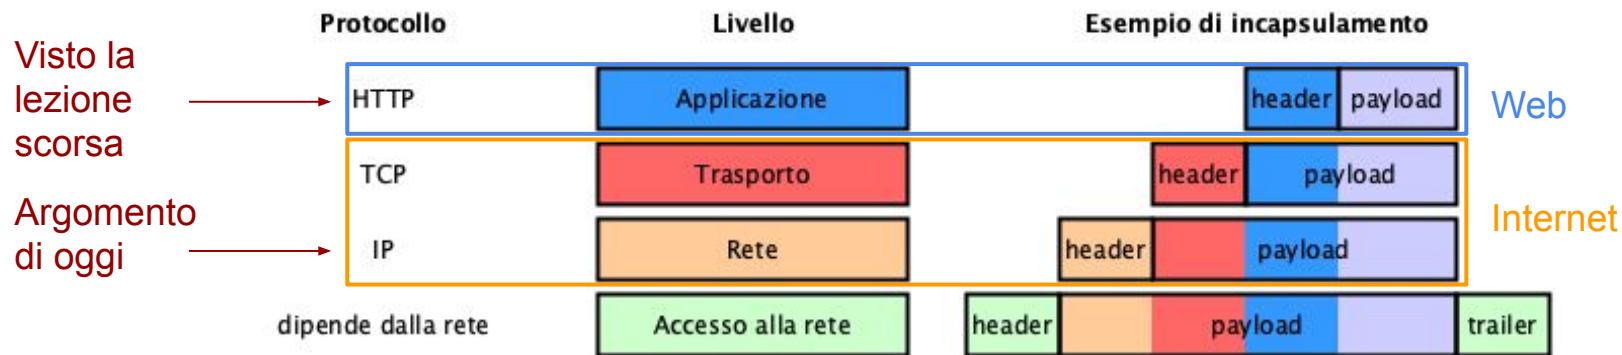 Protocollo Livello Esempio di incapsulamento
Visto la
lezione
scorsa
HTTP Applicazione header payload Web
TCP Trasporto header payload
Argomento
di oggi
IP Rete header payload
Internet
dipende dalla rete Accesso alla rete header payload trailer